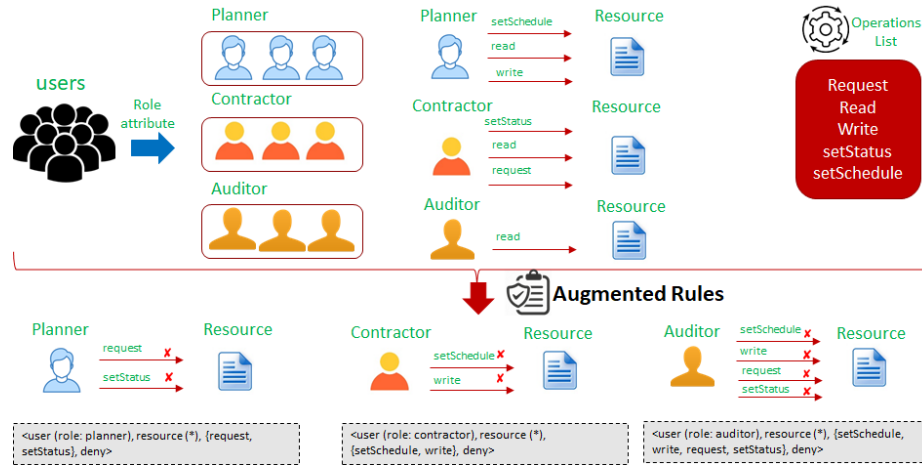 users
Role
attribute
Planner
Contractor
Auditor
Planner
setSchedule
read
write
Resource
Contractor
setStatus
read
request
Resource
Auditor
read
Resource
Operations
List
Request
Read
Write
setStatus
setSchedule
Augmented Rules
Planner
request ✗
setStatus ✗
Resource
Contractor
setSchedule ✗
write ✗
Resource
Auditor
setSchedule ✗
write ✗
request ✗
setStatus ✗
Resource
<user (role: planner), resource (*), {request,
setStatus}, deny>
<user (role: contractor), resource (*),
{setSchedule, write}, deny>
<user (role: auditor), resource (*), {setSchedule,
write, request, setStatus}, deny>